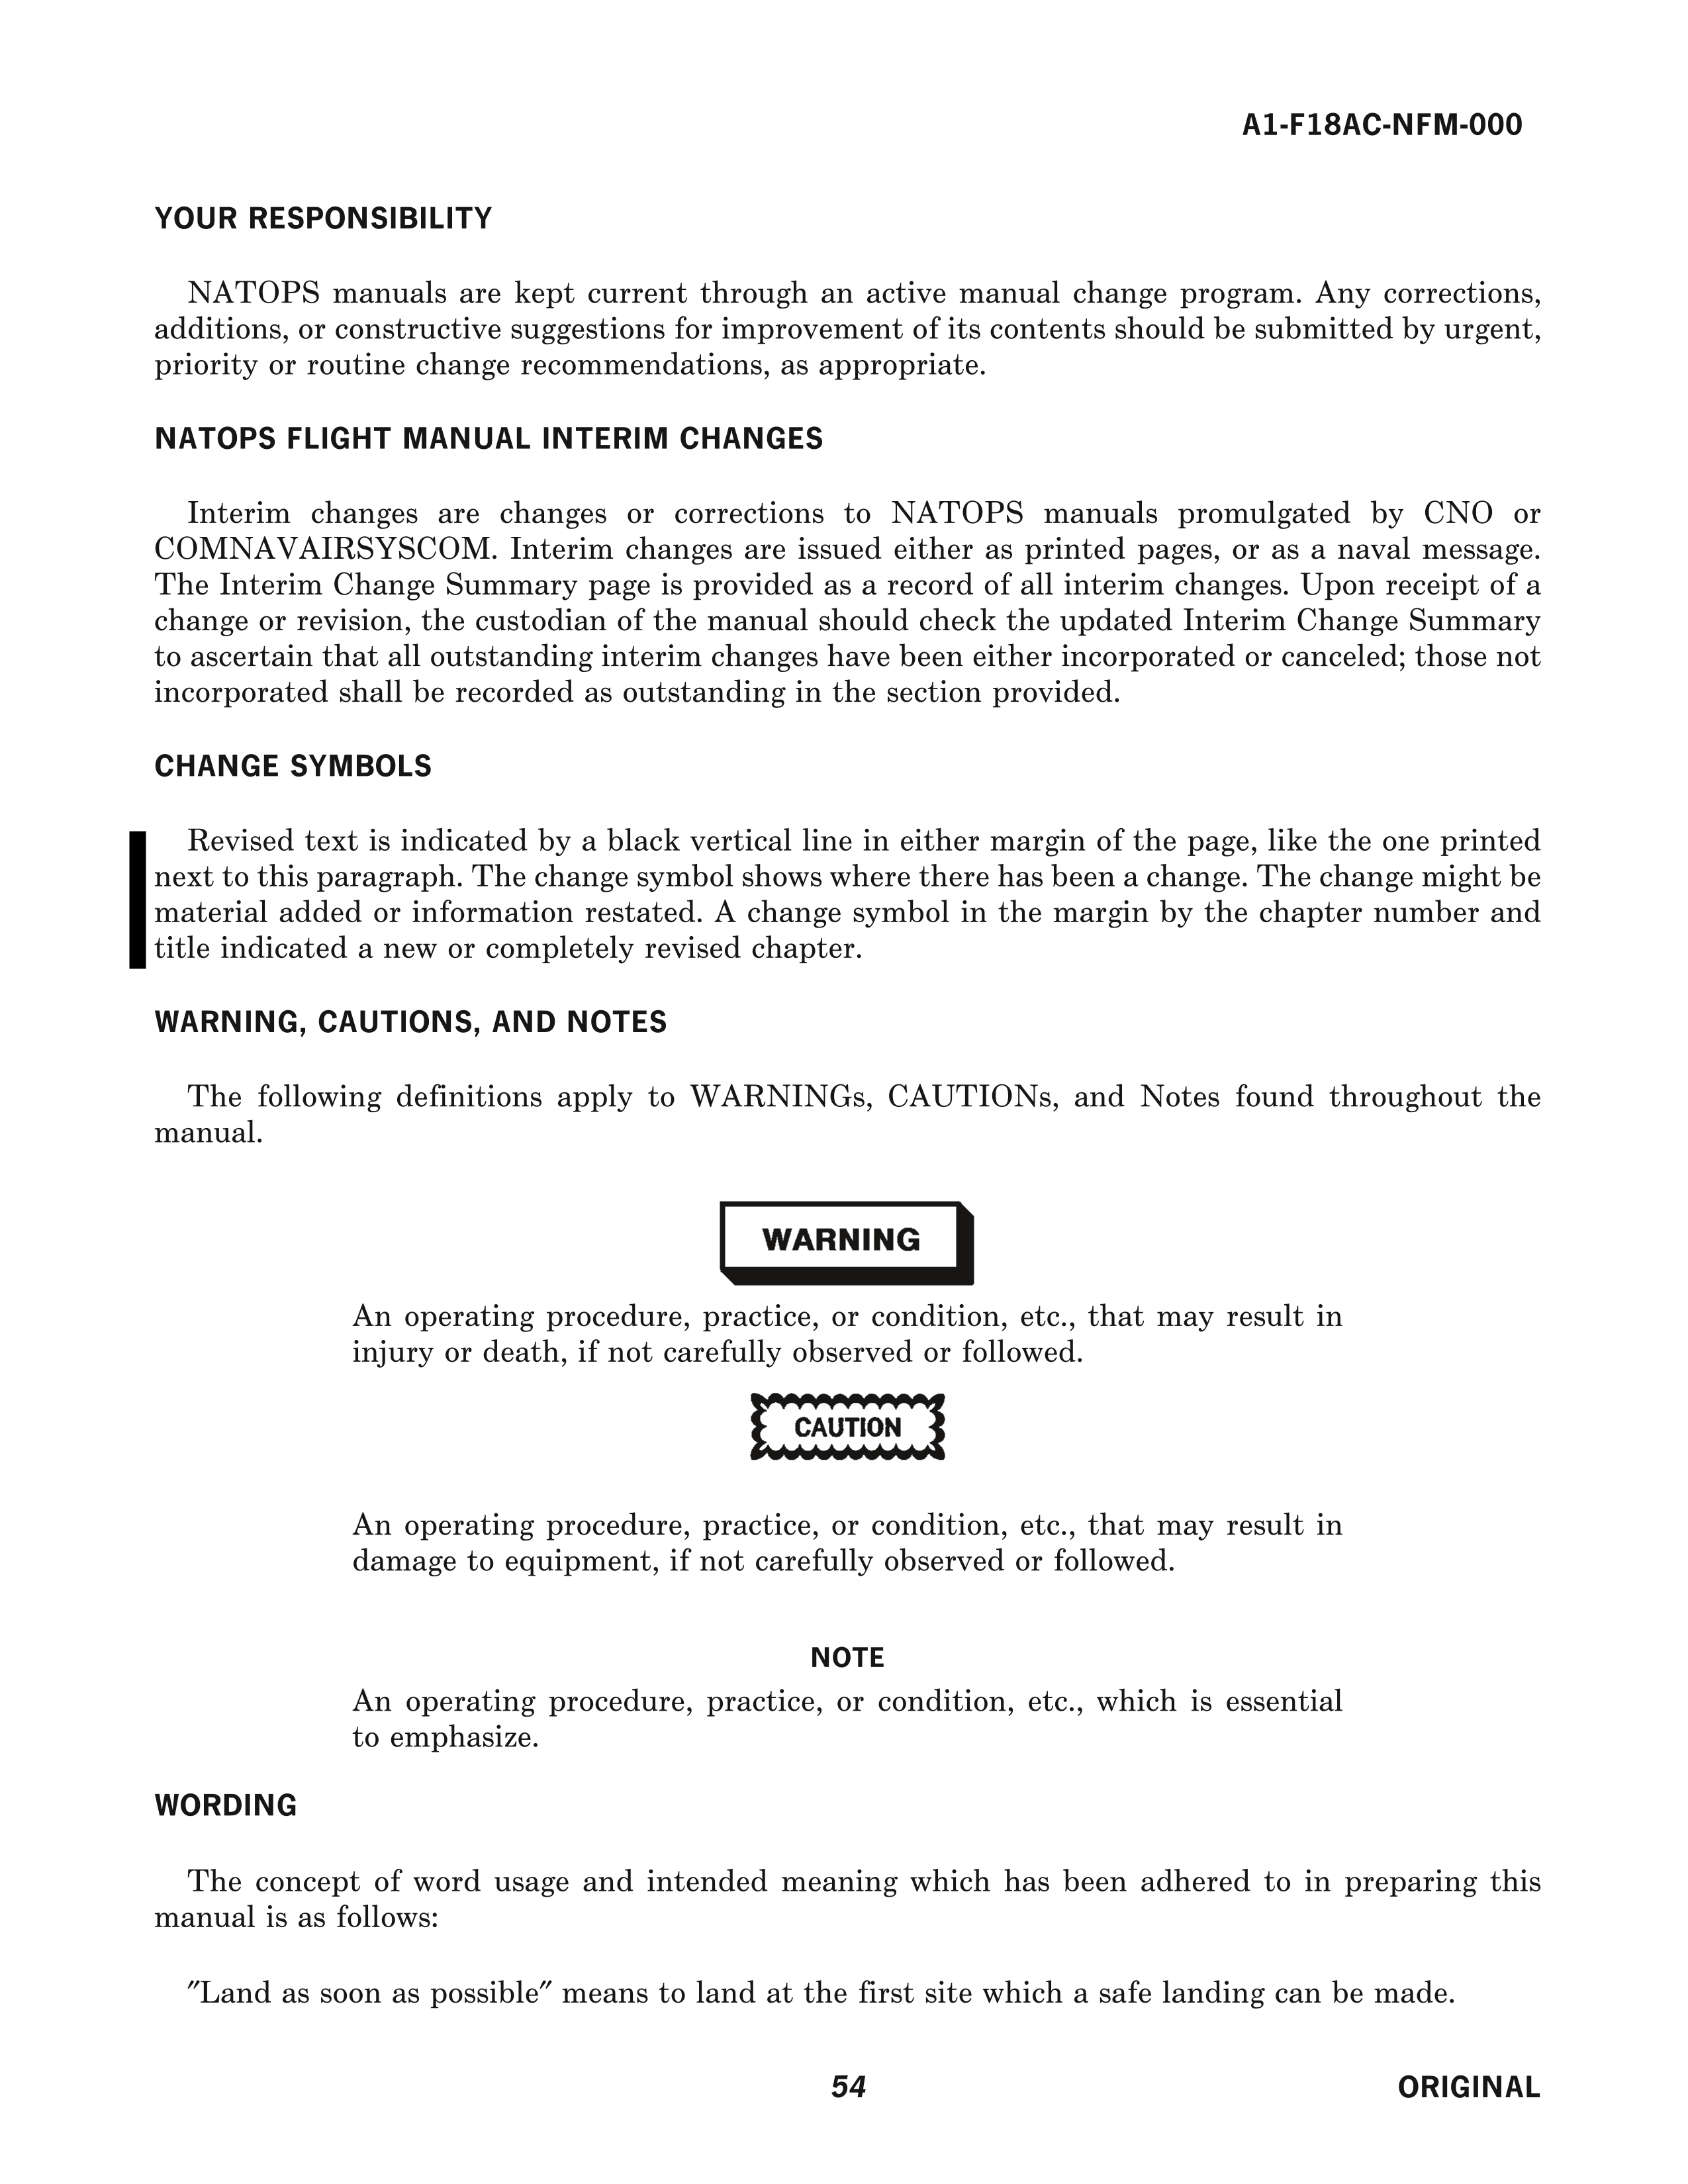 A1-F18AC-NFM-000
YOUR RESPONSIBILITY
NATOPS manuals are kept current through an active manual change program. Any corrections,
additions, or constructive suggestions for improvement of its contents should be submitted by urgent,
priority or routine change recommendations, as appropriate.
NATOPS FLIGHT MANUAL INTERIM CHANGES
Interim changes are changes or corrections to NATOPS manuals promulgated by CNO or
COMNAVAIRSYSCOM. Interim changes are issued either as printed pages, or as a naval message.
The Interim Change Summary page is provided as a record of all interim changes. Upon receipt of a
change or revision, the custodian of the manual should check the updated Interim Change Summary
to ascertain that all outstanding interim changes have been either incorporated or canceled; those not
incorporated shall be recorded as outstanding in the section provided.
CHANGE SYMBOLS
Revised text is indicated by a black vertical line in either margin of the page, like the one printed
next to this paragraph. The change symbol shows where there has been a change. The change might be
material added or information restated. A change symbol in the margin by the chapter number and
title indicated a new or completely revised chapter.
WARNING, CAUTIONS, AND NOTES
The following definitions apply to WARNINGs, CAUTIONs, and Notes found throughout the
manual.
WARNING
An operating procedure, practice, or condition, etc., that may result in
injury or death, if not carefully observed or followed.
CAUTION
An operating procedure, practice, or condition, etc., that may result in
damage to equipment, if not carefully observed or followed.
NOTE
An operating procedure, practice, or condition, etc., which is essential
to emphasize.
WORDING
The concept of word usage and intended meaning which has been adhered to in preparing this
manual is as follows:
″Land as soon as possible″ means to land at the first site which a safe landing can be made.
54
ORIGINAL